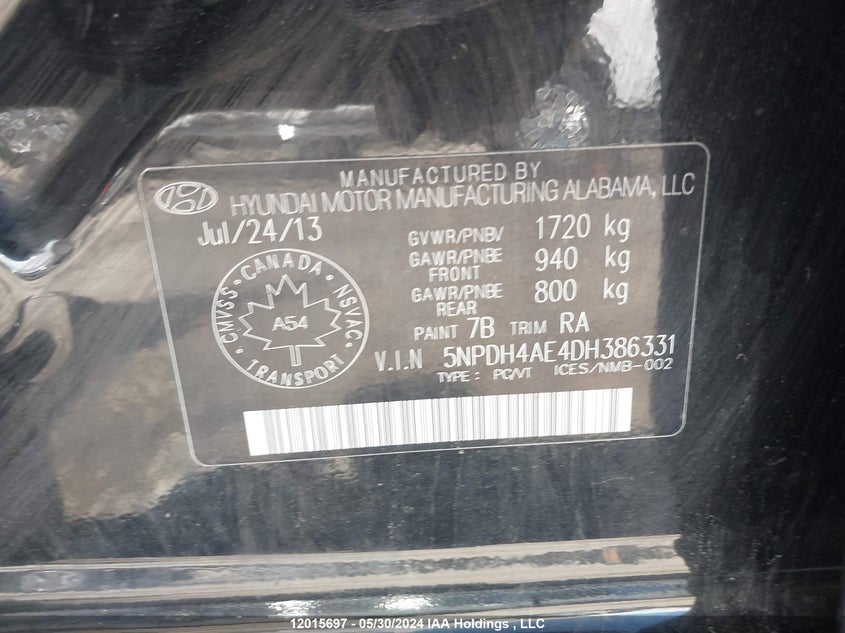 MANUFACTURED BY
HYUNDAI MOTOR MANUFACTURING ALABAMA, LLC
Jul/24/13
GVWR/PNBV 1720 kg
GAWR/PNBE FRONT 940 kg
GAWR/PNBE REAR 800 kg
PAINT 7B TRIM RA
CANADA
CMVSS · NSVAC
A54
TRANSPORT
V.I.N 5NPDH4AE4DH386331
TYPE : PC/VT ICES/NMB-002
12015697 - 05/30/2024 IAA Holdings , LLC